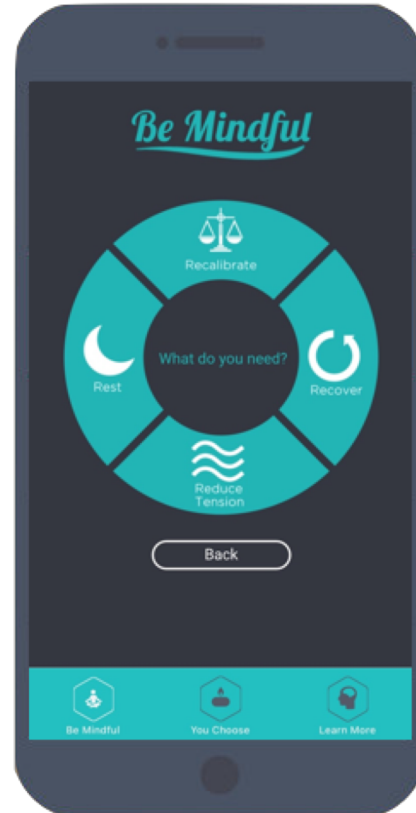 Be Mindful
Recalibrate
What do you need?
Rest
Recover
Reduce
Tension
Back
Be Mindful
You Choose
Learn More